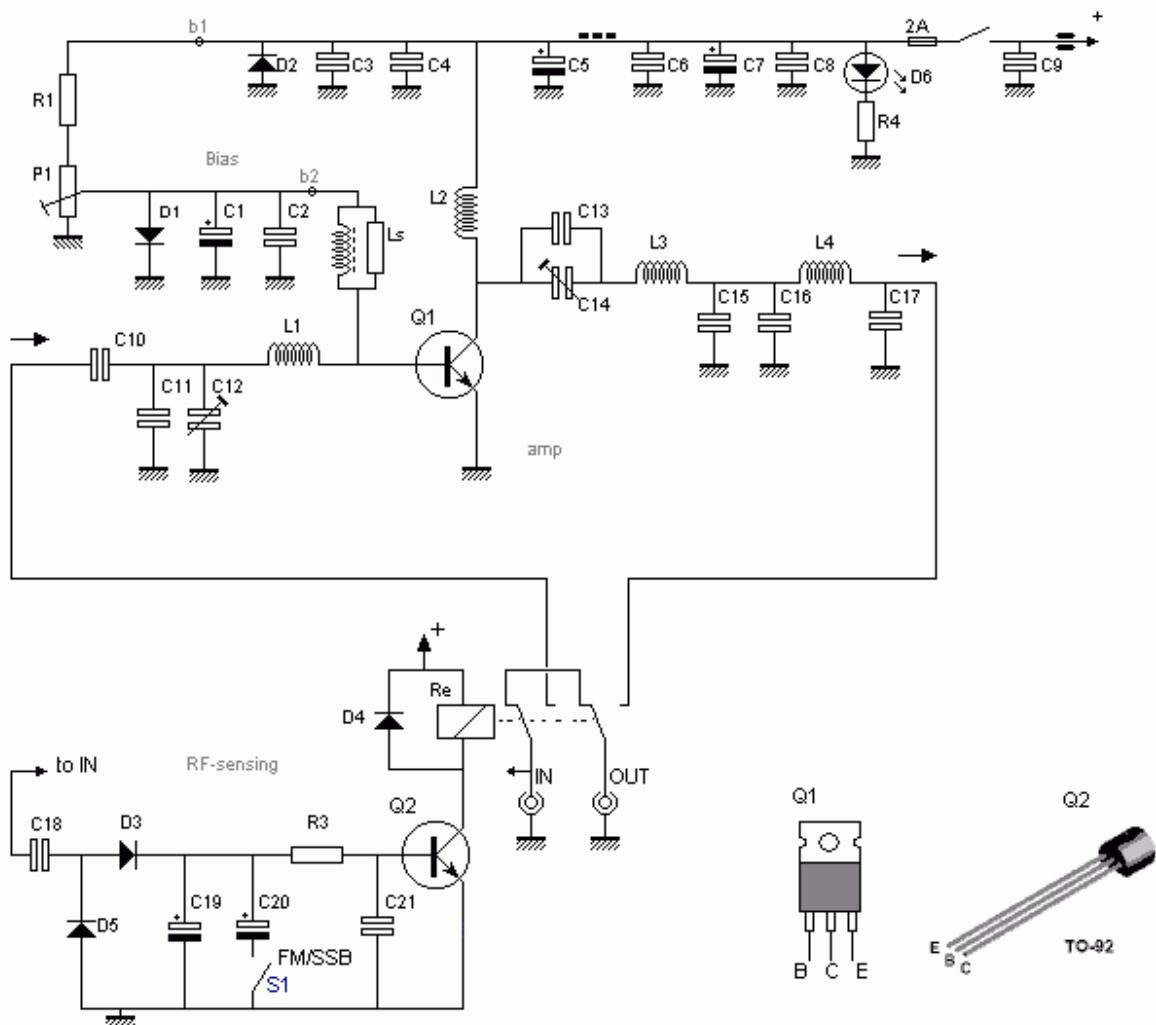 b1
2A
+
D2
C3
C4
C5
C6
C7
C8
D6
C9
R1
R4
P1
Bias
b2
D1
C1
C2
Ls
L2
C13
L3
L4
C14
C15
C16
C17
Q1
C10
L1
C11
C12
amp
+
Re
D4
to IN
RF-sensing
IN
OUT
Q2
C18
D3
R3
Q1
Q2
D5
C19
C20
C21
FM/SSB
S1
B C E
E
B
C
TO-92